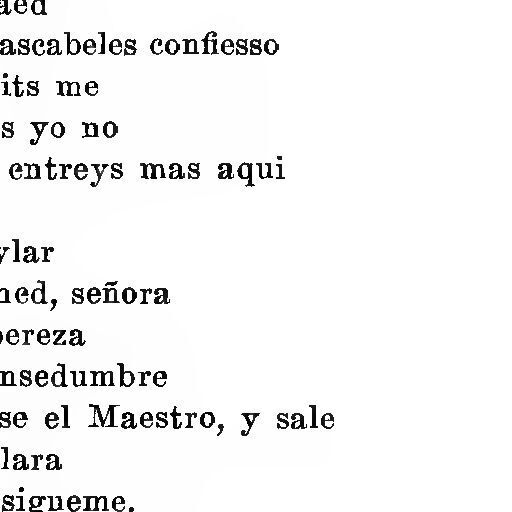 aed
ascabeles confiesso
its me
s yo no
entreys mas aqui
ylar
ned, señora
pereza
nsedumbre
se el Maestro, y sale
lara
sigueme.